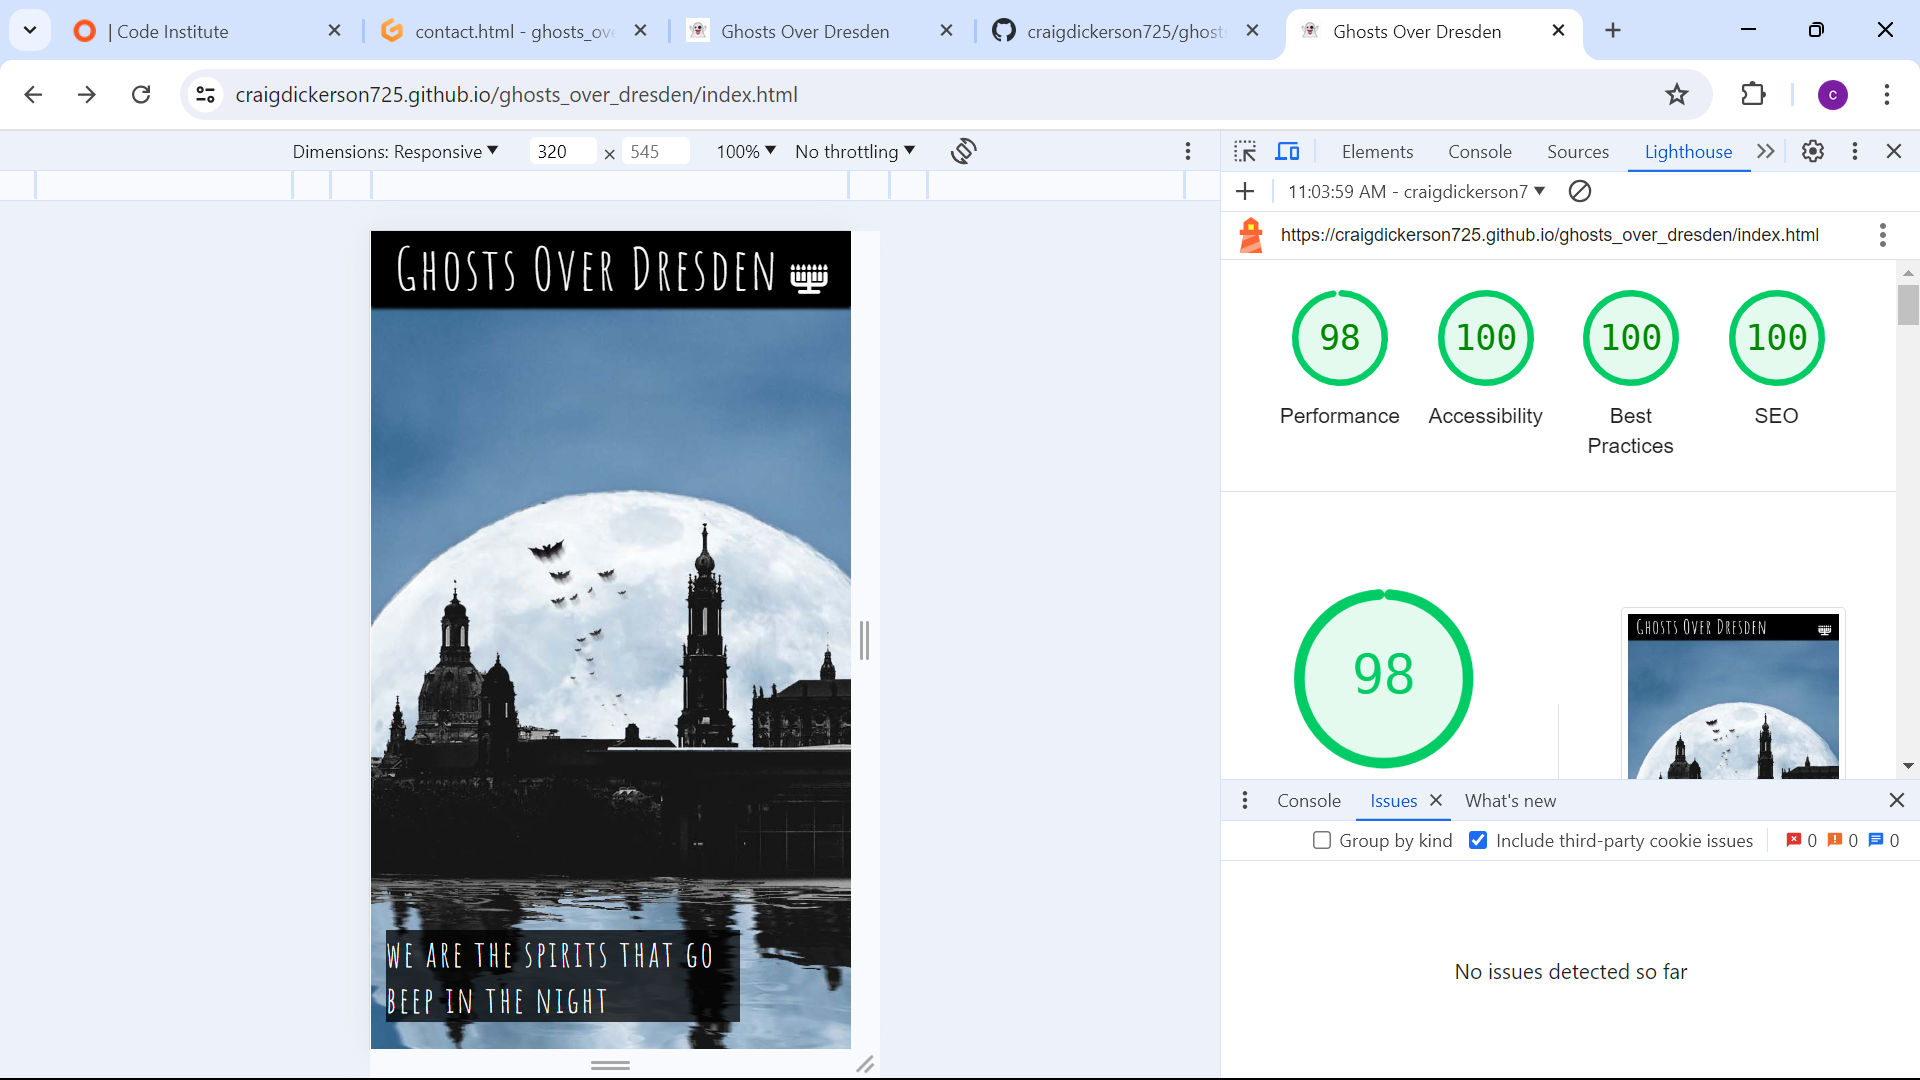 | Code Institute
contact.html - ghosts_ov
Ghosts Over Dresden
craigdickerson725/ghost
Ghosts Over Dresden
c
craigdickerson725.github.io/ghosts_over_dresden/index.html
Dimensions: Responsive 320 × 545 100% No throttling
Elements Console Sources Lighthouse
11:03:59 AM - craigdickerson7
https://craigdickerson725.github.io/ghosts_over_dresden/index.html
Ghosts Over Dresden
we are the spirits that go
beep in the night
98 100 100 100
Performance Accessibility Best
Practices SEO
98
Ghosts Over Dresden
Console Issues What's new
Group by kind Include third-party cookie issues 0 0 0
No issues detected so far